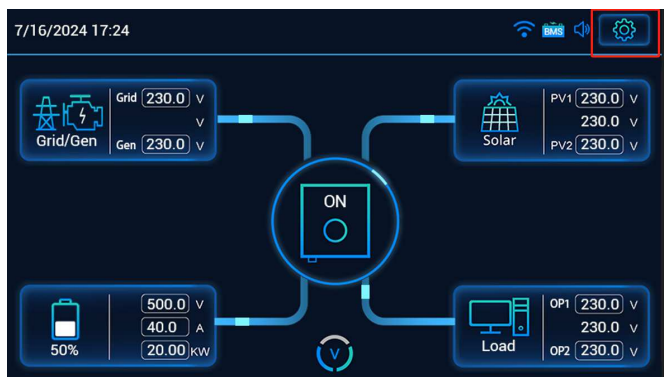 7/16/2024 17:24
BMS
Grid 230.0 V
V
Gen 230.0 V
Grid/Gen
PV1 230.0 V
230.0 V
PV2 230.0 V
Solar
ON
500.0 V
40.0 A
20.00 KW
50%
V
OP1 230.0 V
230.0 V
OP2 230.0 V
Load